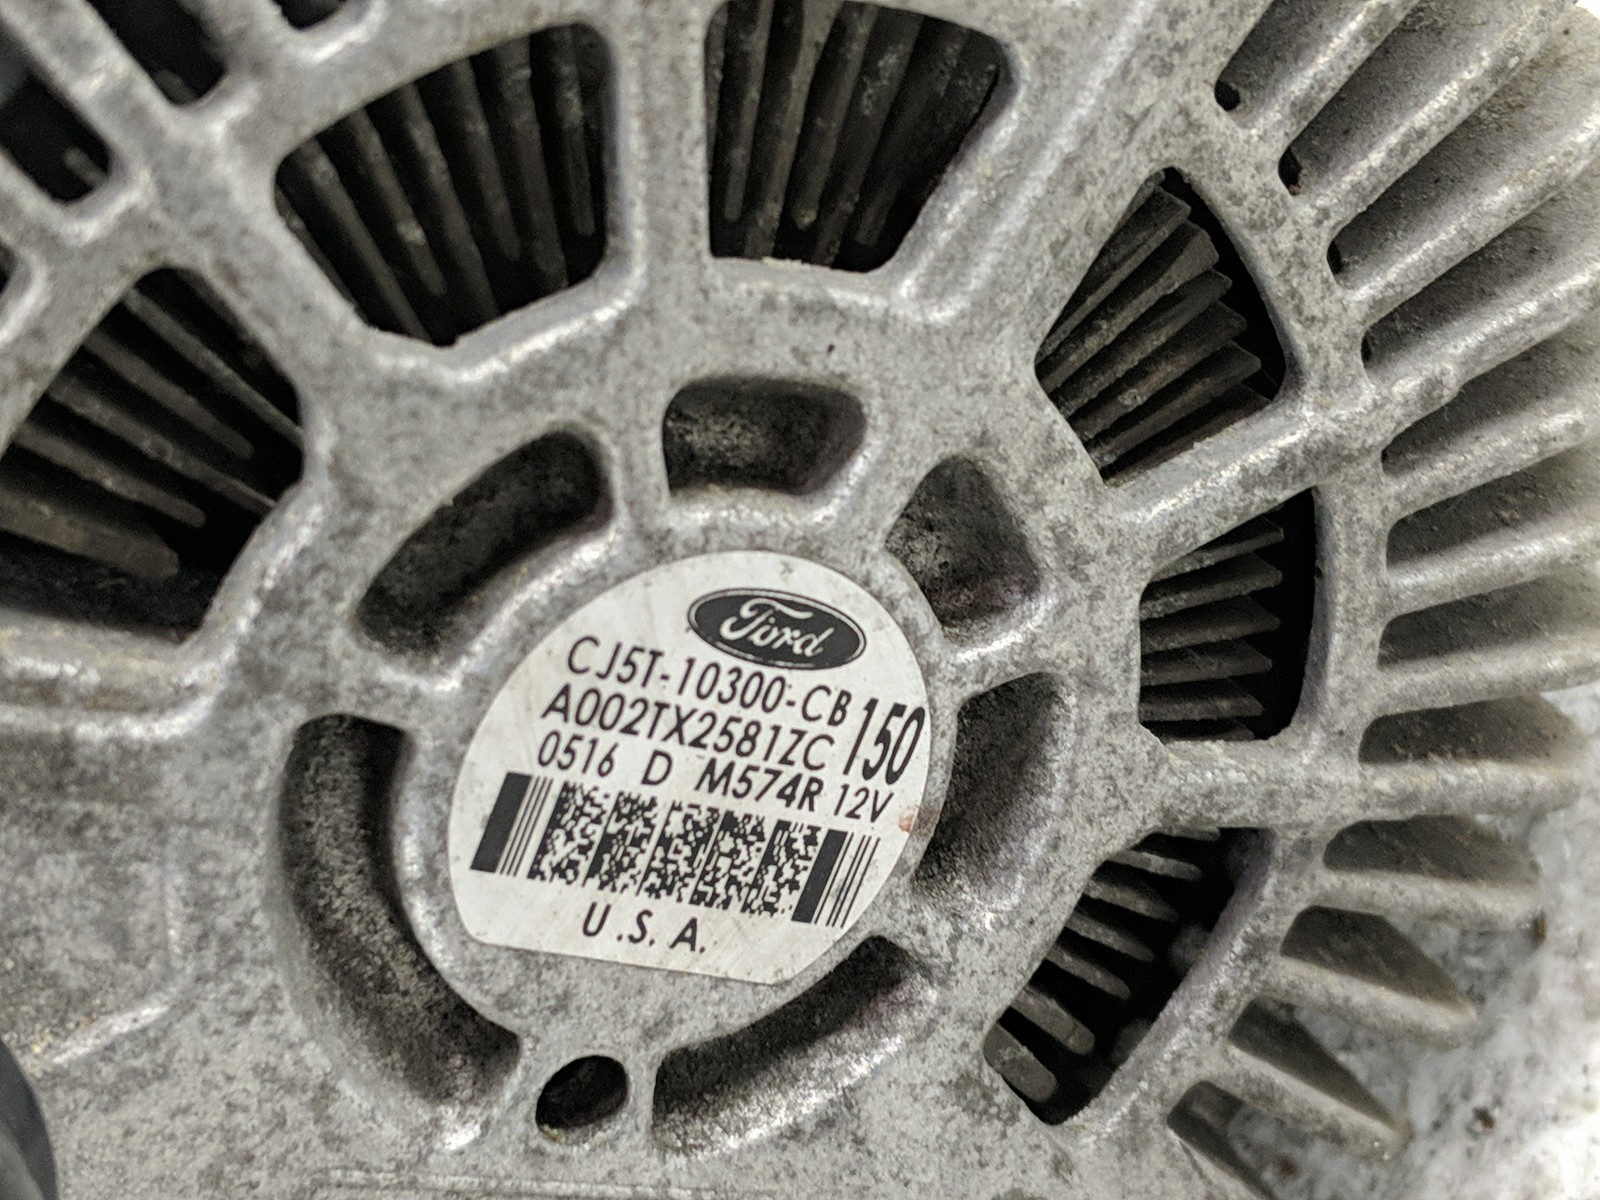 Ford
CJ5T-10300-CB 150
A002TX2581ZC
0516 D M574R 12V
U.S.A.